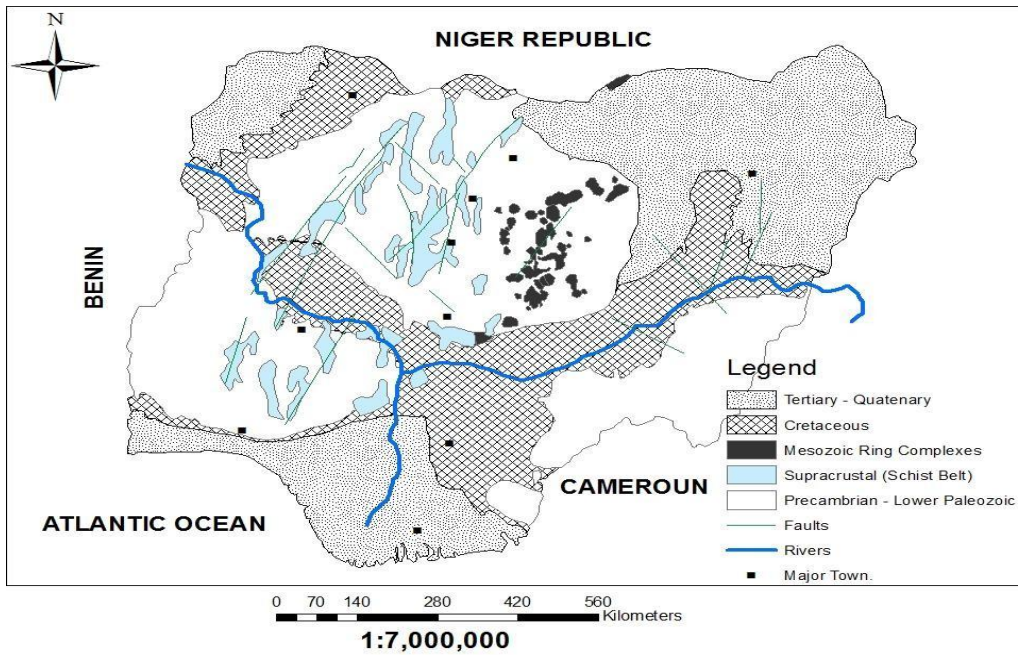 N
NIGER REPUBLIC
BENIN
Legend
Tertiary - Quatenary
Cretaceous
Mesozoic Ring Complexes
Supracrustal (Schist Belt)
Precambrian - Lower Paleozoic
Faults
Rivers
Major Town.
CAMEROUN
ATLANTIC OCEAN
0 70 140 280 420 560
Kilometers
1:7,000,000